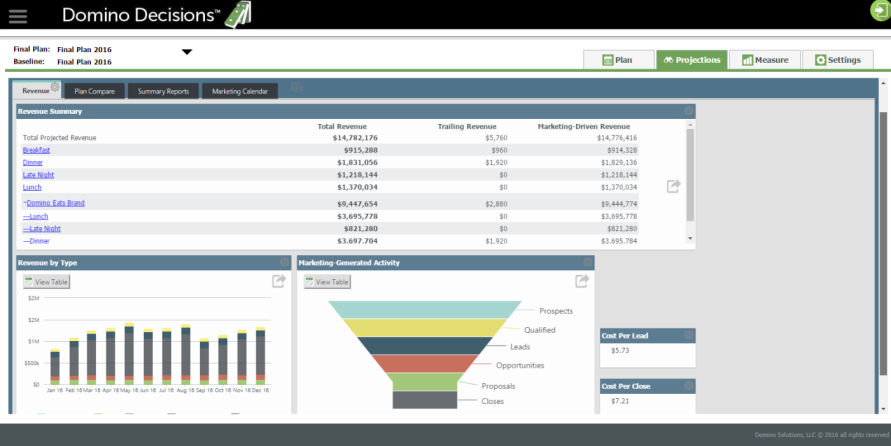 Domino Decisions™
Final Plan: Final Plan 2016
Baseline: Final Plan 2016
Plan Projections Measure Settings
Revenue Plan Compare Summary Reports Marketing Calendar
Revenue Summary
Total Revenue Trailing Revenue Marketing-Driven Revenue
Total Projected Revenue $14,782,176 $5,760 $14,776,416
Breakfast $915,288 $960 $914,328
Dinner $1,831,056 $1,920 $1,829,136
Late Night $1,218,144 $0 $1,218,144
Lunch $1,370,034 $0 $1,370,034
-Domino Eats Brand $9,447,654 $2,880 $9,444,774
---Lunch $3,695,778 $0 $3,695,778
---Late Night $821,280 $0 $821,280
---Dinner $3,697,704 $1,920 $3,695,784
Revenue by Type
View Table
$2M
$2M
$1M
$500k
$0
Jan 16 Feb 16 Mar 16 Apr 16 May 16 Jun 16 Jul 16 Aug 16 Sep 16 Oct 16 Nov 16 Dec 16
Marketing-Generated Activity
View Table
Prospects
Qualified
Leads
Opportunities
Proposals
Closes
Cost Per Lead
$5.73
Cost Per Close
$7.21
Domino Solutions, LLC © 2016 all rights reserved